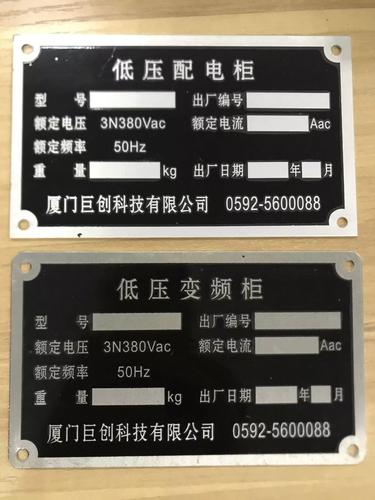 低压配电柜
型 号 出厂编号
额定电压 3N380Vac 额定电流 Aac
额定频率 50Hz
重 量 kg 出厂日期 年 月
厦门巨创科技有限公司 0592-5600088
低压变频柜
型 号 出厂编号
额定电压 3N380Vac 额定电流 Aac
额定频率 50Hz
重 量 kg 出厂日期 年 月
厦门巨创科技有限公司 0592-5600088